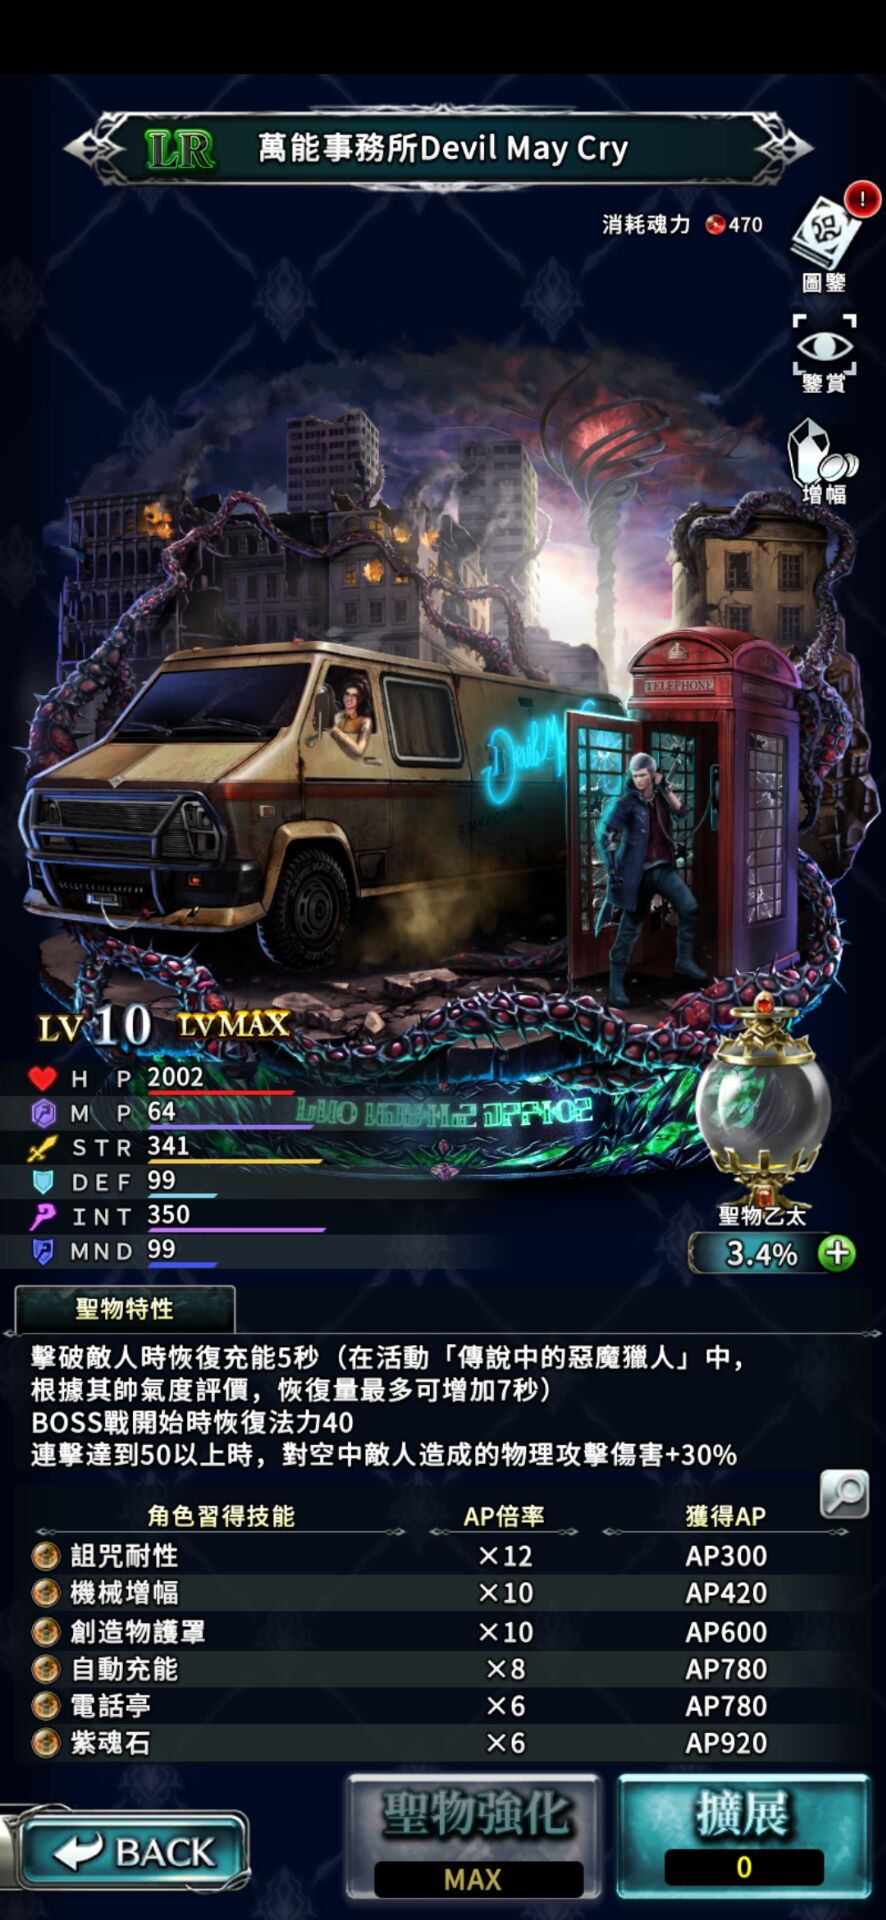 LR 萬能事務所Devil May Cry
消耗魂力 470
圖鑒
鑒賞
增幅
TELEPHONE
LV 10 LVMAX
HP 2002
MP 64
STR 341
DEF 99
INT 350
MND 99
聖物乙太
3.4%
聖物特性
擊破敵人時恢復充能5秒（在活動「傳說中的惡魔獵人」中，
根據其帥氣度評價，恢復量最多可增加7秒）
BOSS戰開始時恢復法力40
連擊達到50以上時，對空中敵人造成的物理攻擊傷害+30%
角色習得技能 AP倍率 獲得AP
詛咒耐性 ×12 AP300
機械增幅 ×10 AP420
創造物護罩 ×10 AP600
自動充能 ×8 AP780
電話亭 ×6 AP780
紫魂石 ×6 AP920
BACK
聖物強化
MAX
擴展
0